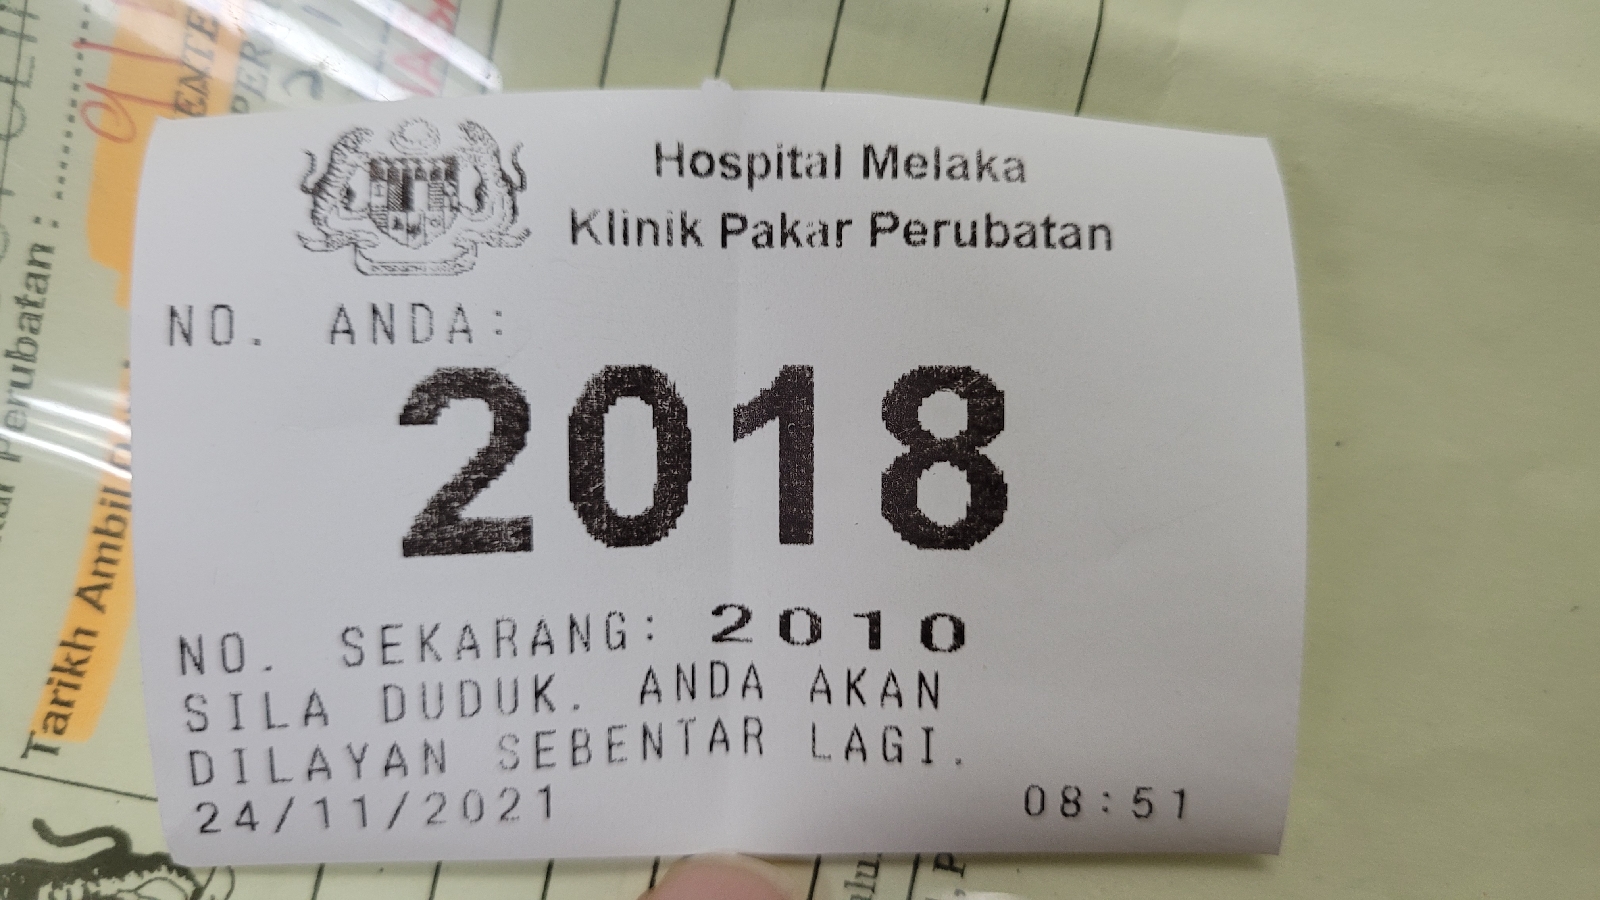 Hospital Melaka
Klinik Pakar Perubatan
NO. ANDA:
2018
NO. SEKARANG: 2010
SILA DUDUK. ANDA AKAN
DILAYAN SEBENTAR LAGI.
24/11/2021 08:51
Perubatan :
Tarikh Ambil